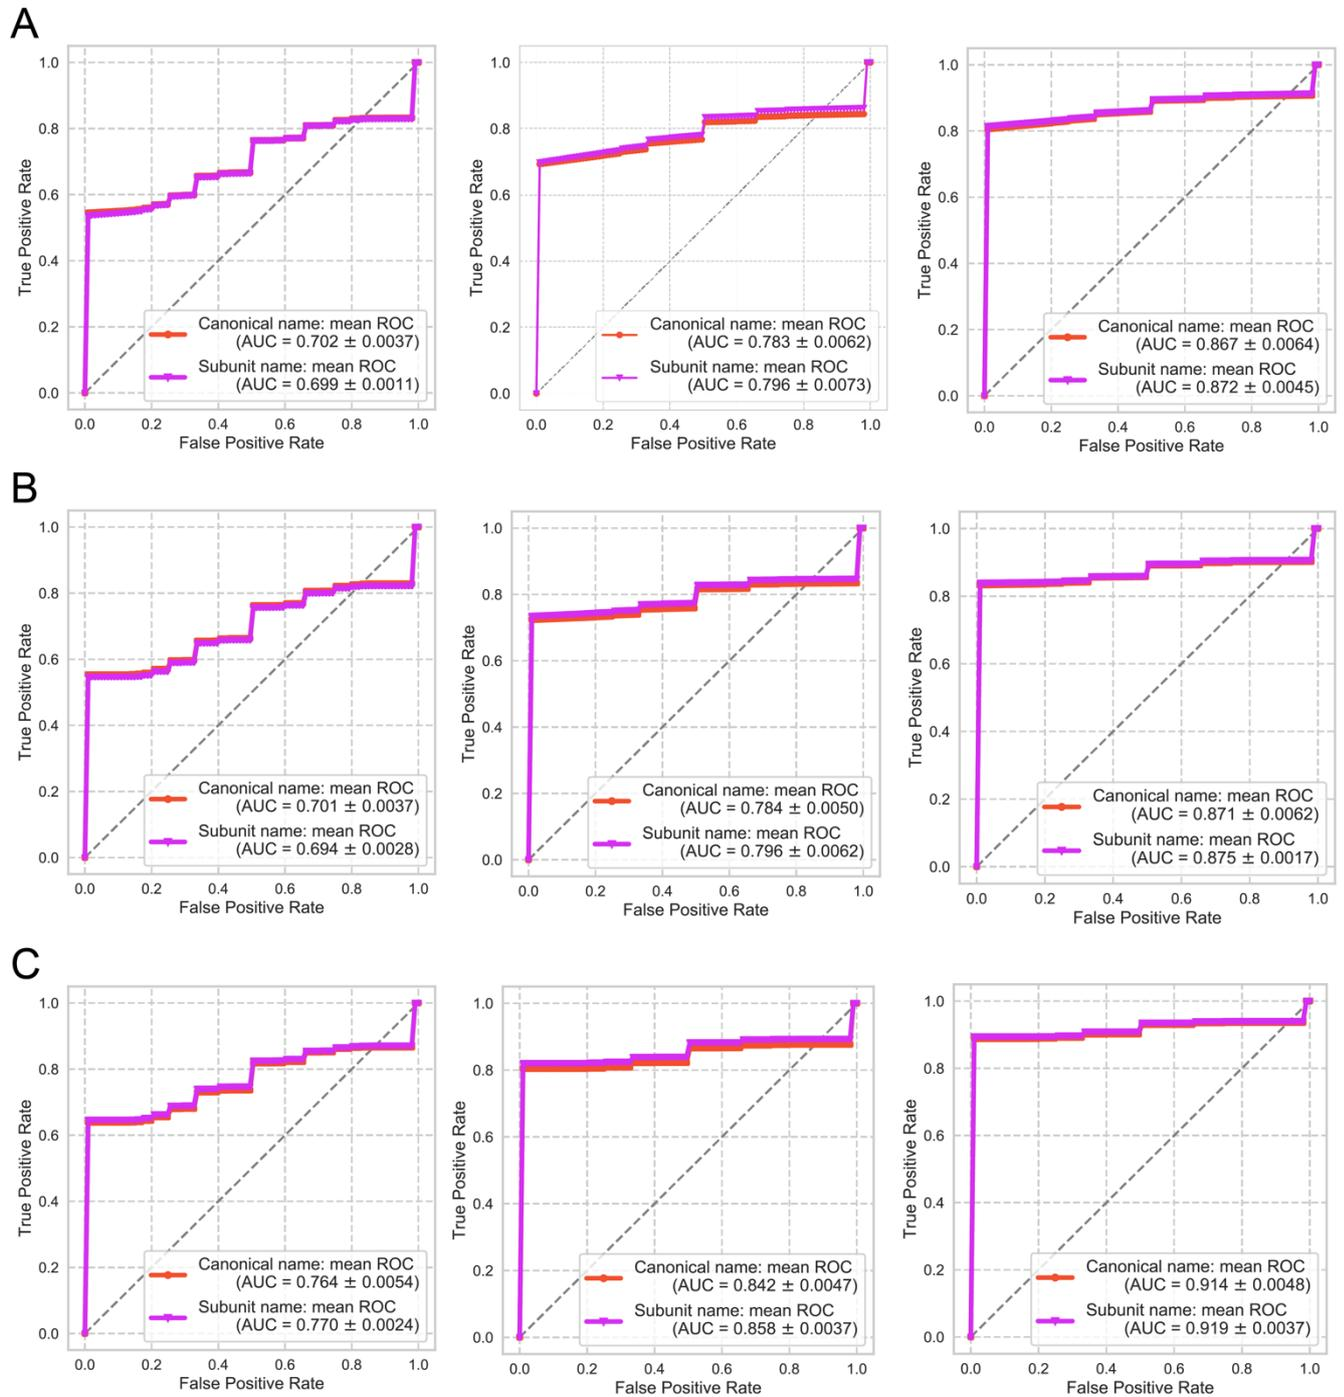 A
1.0
0.8
0.6
0.4
0.2
0.0
True Positive Rate
Canonical name: mean ROC
(AUC = 0.702 ± 0.0037)
Subunit name: mean ROC
(AUC = 0.699 ± 0.0011)
0.0 0.2 0.4 0.6 0.8 1.0
False Positive Rate
1.0
0.8
0.6
0.4
0.2
0.0
True Positive Rate
Canonical name: mean ROC
(AUC = 0.783 ± 0.0062)
Subunit name: mean ROC
(AUC = 0.796 ± 0.0073)
0.0 0.2 0.4 0.6 0.8 1.0
False Positive Rate
1.0
0.8
0.6
0.4
0.2
0.0
True Positive Rate
Canonical name: mean ROC
(AUC = 0.867 ± 0.0064)
Subunit name: mean ROC
(AUC = 0.872 ± 0.0045)
0.0 0.2 0.4 0.6 0.8 1.0
False Positive Rate
B
1.0
0.8
0.6
0.4
0.2
0.0
True Positive Rate
Canonical name: mean ROC
(AUC = 0.701 ± 0.0037)
Subunit name: mean ROC
(AUC = 0.694 ± 0.0028)
0.0 0.2 0.4 0.6 0.8 1.0
False Positive Rate
1.0
0.8
0.6
0.4
0.2
0.0
True Positive Rate
Canonical name: mean ROC
(AUC = 0.784 ± 0.0050)
Subunit name: mean ROC
(AUC = 0.796 ± 0.0062)
0.0 0.2 0.4 0.6 0.8 1.0
False Positive Rate
1.0
0.8
0.6
0.4
0.2
0.0
True Positive Rate
Canonical name: mean ROC
(AUC = 0.871 ± 0.0062)
Subunit name: mean ROC
(AUC = 0.875 ± 0.0017)
0.0 0.2 0.4 0.6 0.8 1.0
False Positive Rate
C
1.0
0.8
0.6
0.4
0.2
0.0
True Positive Rate
Canonical name: mean ROC
(AUC = 0.764 ± 0.0054)
Subunit name: mean ROC
(AUC = 0.770 ± 0.0024)
0.0 0.2 0.4 0.6 0.8 1.0
False Positive Rate
1.0
0.8
0.6
0.4
0.2
0.0
True Positive Rate
Canonical name: mean ROC
(AUC = 0.842 ± 0.0047)
Subunit name: mean ROC
(AUC = 0.858 ± 0.0037)
0.0 0.2 0.4 0.6 0.8 1.0
False Positive Rate
1.0
0.8
0.6
0.4
0.2
0.0
True Positive Rate
Canonical name: mean ROC
(AUC = 0.914 ± 0.0048)
Subunit name: mean ROC
(AUC = 0.919 ± 0.0037)
0.0 0.2 0.4 0.6 0.8 1.0
False Positive Rate